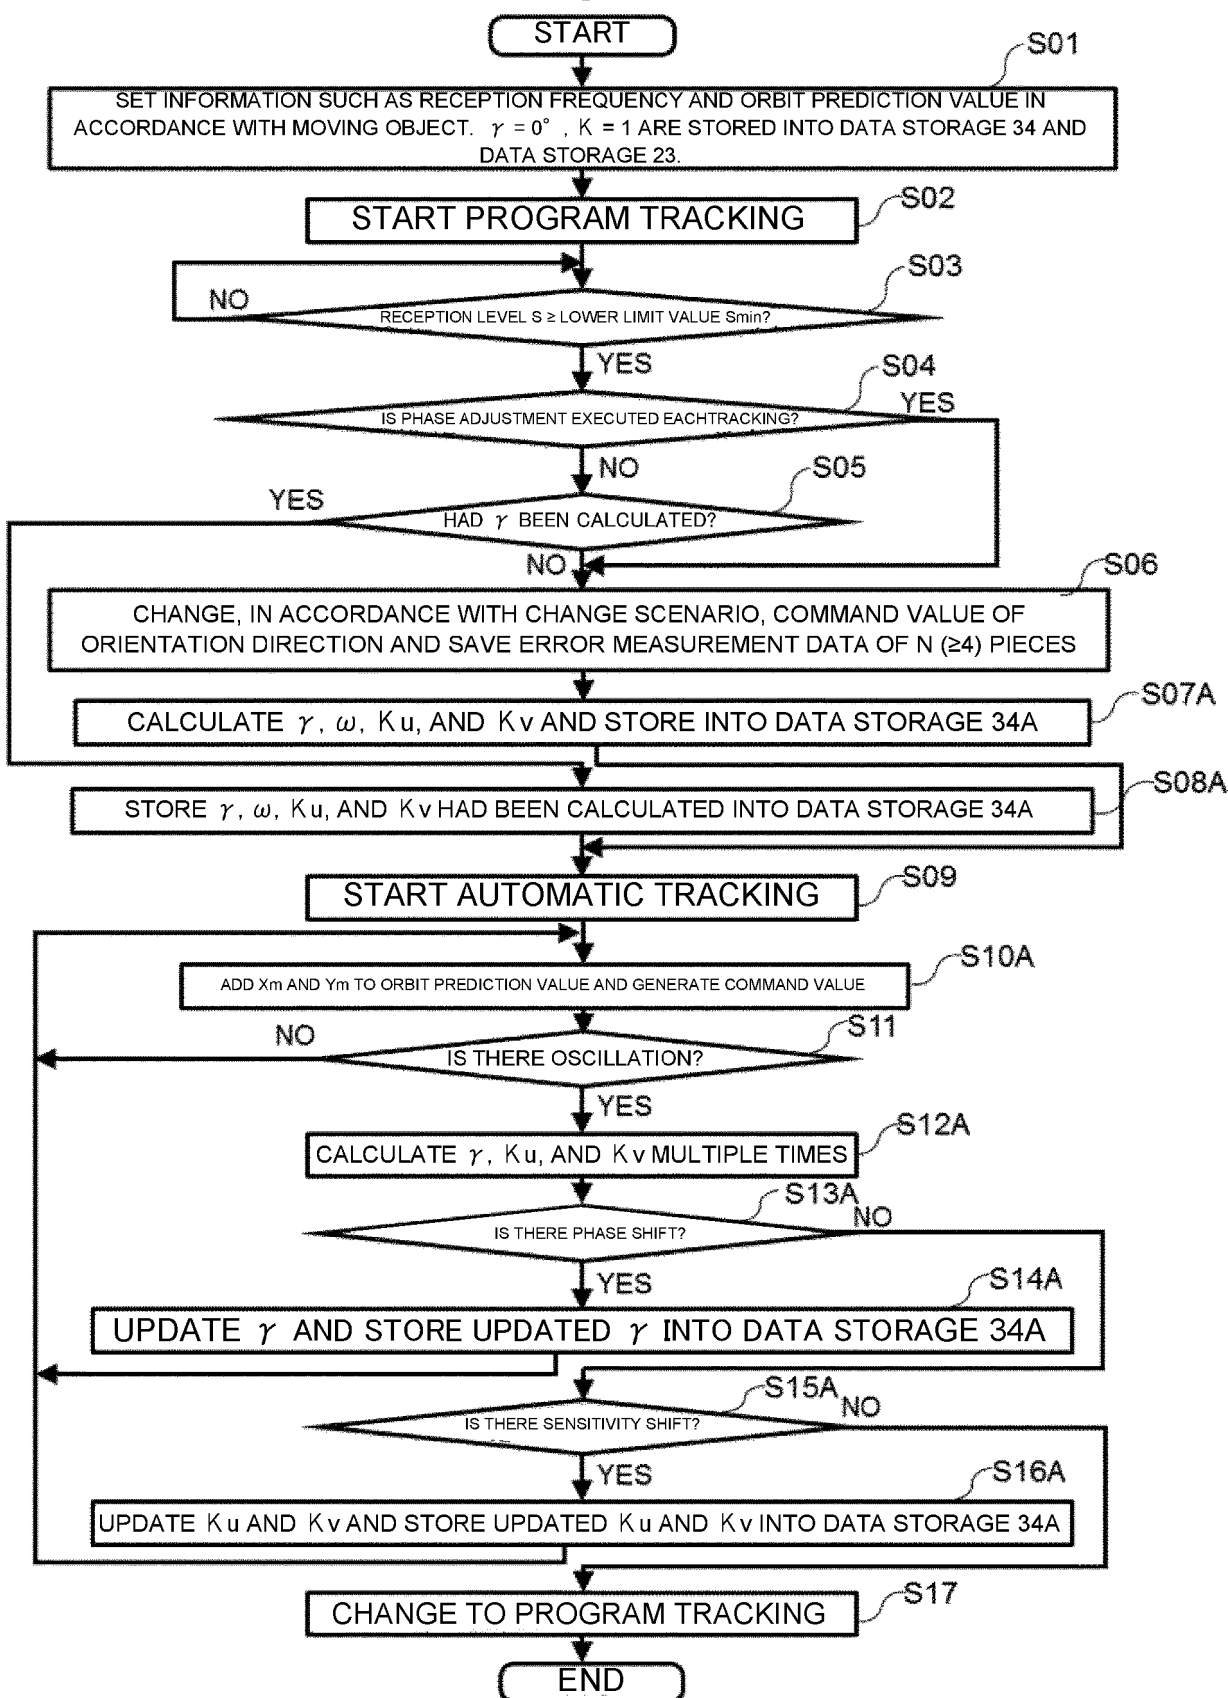 START
S01
SET INFORMATION SUCH AS RECEPTION FREQUENCY AND ORBIT PREDICTION VALUE IN
ACCORDANCE WITH MOVING OBJECT. γ = 0°, K = 1 ARE STORED INTO DATA STORAGE 34 AND
DATA STORAGE 23.
S02
START PROGRAM TRACKING
S03
NO
RECEPTION LEVEL S ≥ LOWER LIMIT VALUE Smin?
YES
S04
IS PHASE ADJUSTMENT EXECUTED EACHTRACKING?
YES
NO
S05
YES
HAD γ BEEN CALCULATED?
NO
S06
CHANGE, IN ACCORDANCE WITH CHANGE SCENARIO, COMMAND VALUE OF
ORIENTATION DIRECTION AND SAVE ERROR MEASUREMENT DATA OF N (≥4) PIECES
S07A
CALCULATE γ, ω, Ku, AND Kv AND STORE INTO DATA STORAGE 34A
S08A
STORE γ, ω, Ku, AND Kv HAD BEEN CALCULATED INTO DATA STORAGE 34A
S09
START AUTOMATIC TRACKING
S10A
ADD Xm AND Ym TO ORBIT PREDICTION VALUE AND GENERATE COMMAND VALUE
S11
NO
IS THERE OSCILLATION?
YES
S12A
CALCULATE γ, Ku, AND Kv MULTIPLE TIMES
S13A
NO
IS THERE PHASE SHIFT?
YES
S14A
UPDATE γ AND STORE UPDATED γ INTO DATA STORAGE 34A
S15A
NO
IS THERE SENSITIVITY SHIFT?
YES
S16A
UPDATE Ku AND Kv AND STORE UPDATED Ku AND Kv INTO DATA STORAGE 34A
S17
CHANGE TO PROGRAM TRACKING
END